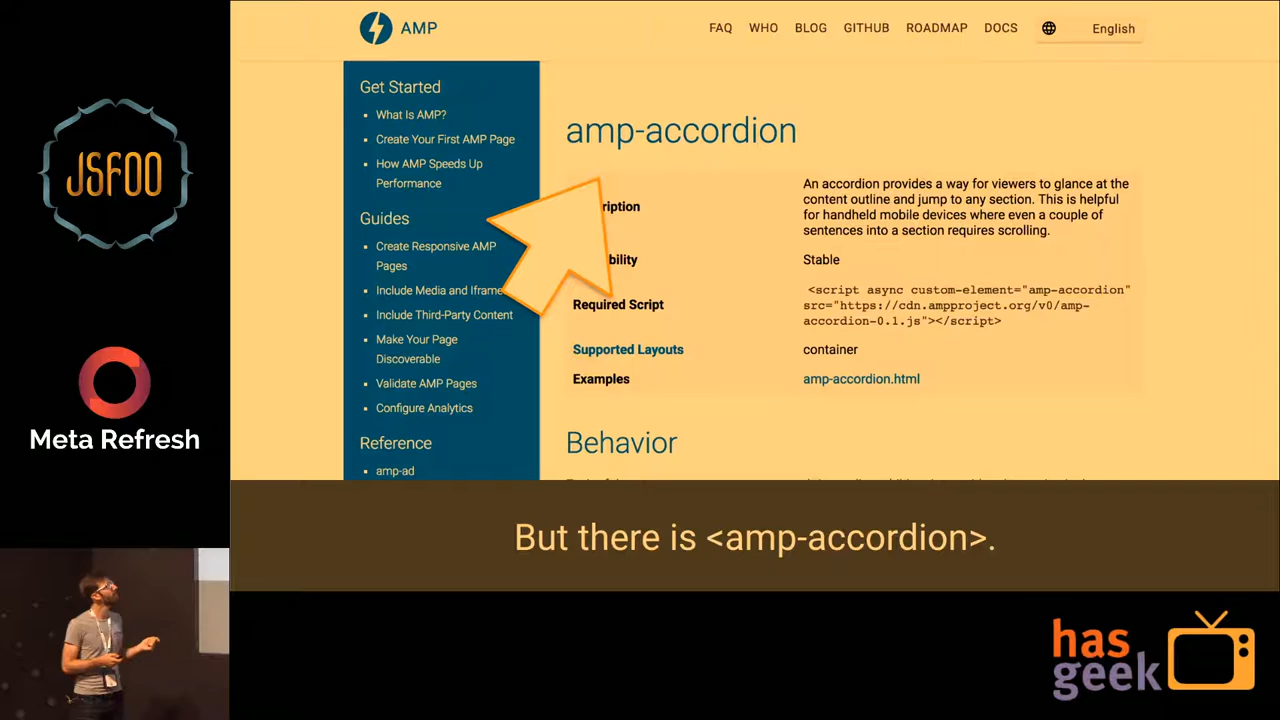 JSFOO
Meta Refresh
AMP
FAQ WHO BLOG GITHUB ROADMAP DOCS English
Get Started
What Is AMP?
Create Your First AMP Page
How AMP Speeds Up
Performance
Guides
Create Responsive AMP
Pages
Include Media and Iframe
Include Third-Party Content
Make Your Page
Discoverable
Validate AMP Pages
Configure Analytics
Reference
amp-ad
amp-accordion
ription
An accordion provides a way for viewers to glance at the
content outline and jump to any section. This is helpful
for handheld mobile devices where even a couple of
sentences into a section requires scrolling.
bility
Stable
Required Script
<script async custom-element="amp-accordion"
src="https://cdn.ampproject.org/v0/amp-
accordion-0.1.js"></script>
Supported Layouts
container
Examples
amp-accordion.html
Behavior
But there is <amp-accordion>.
has
geek